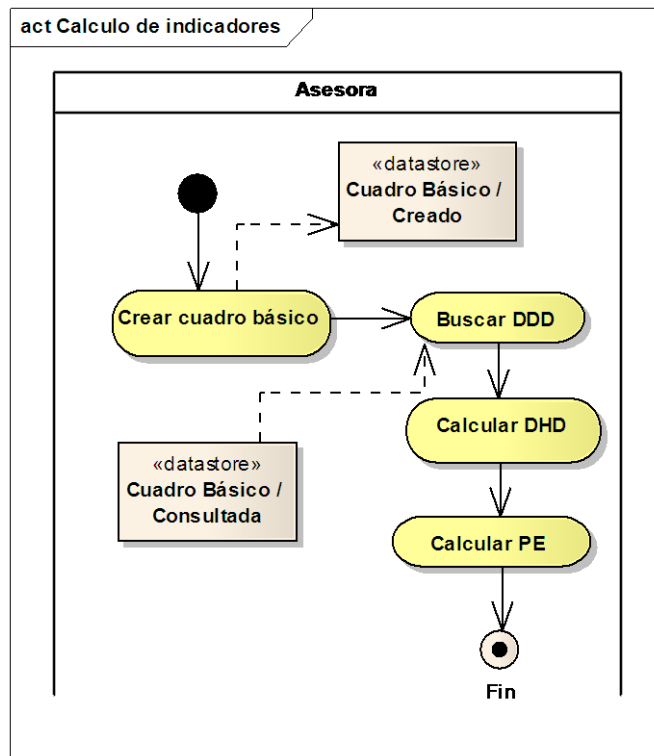 act Calculo de indicadores
Asesora
«datastore»
Cuadro Básico /
Creado
Crear cuadro básico
Buscar DDD
Calcular DHD
«datastore»
Cuadro Básico /
Consultada
Calcular PE
Fin